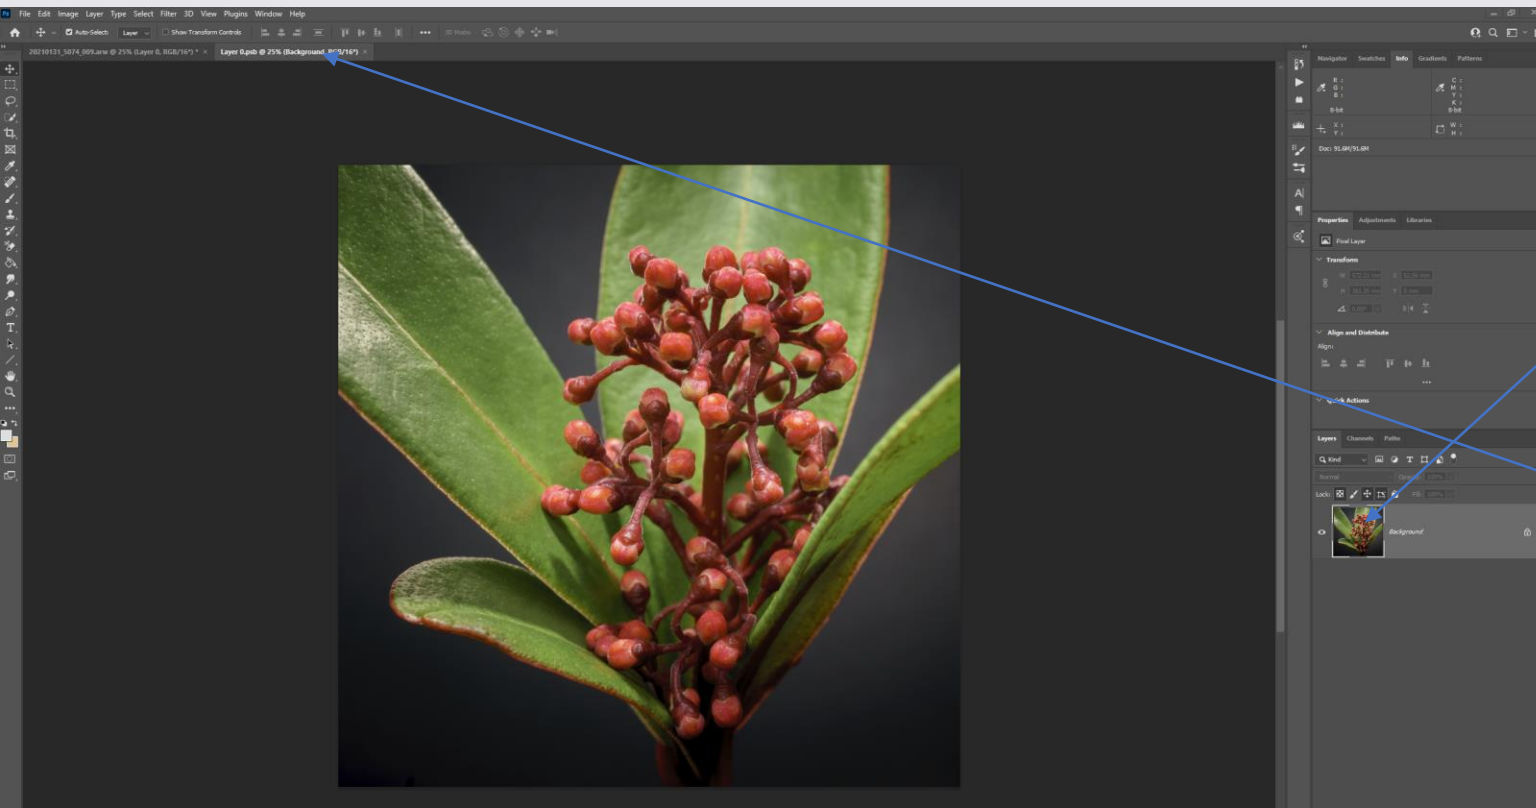 Ps File Edit Image Layer Type Select Filter 3D View Plugins Window Help
Auto-Select: Layer Show Transform Controls 3D Mode:
20210131_5074_009.arw @ 25% (Layer 0, RGB/16*) * × Layer 0.psb @ 25% (Background, RGB/16*) ×
Navigator Swatches Info Gradients Patterns
R : C :
G : M :
B : Y :
K :
8-bit 8-bit
X : W :
Y : H :
Doc: 91.6M/91.6M
Properties Adjustments Libraries
Pixel Layer
Transform
Align and Distribute
Align:
Quick Actions
Layers Channels Paths
Kind
Normal
Lock:
Background